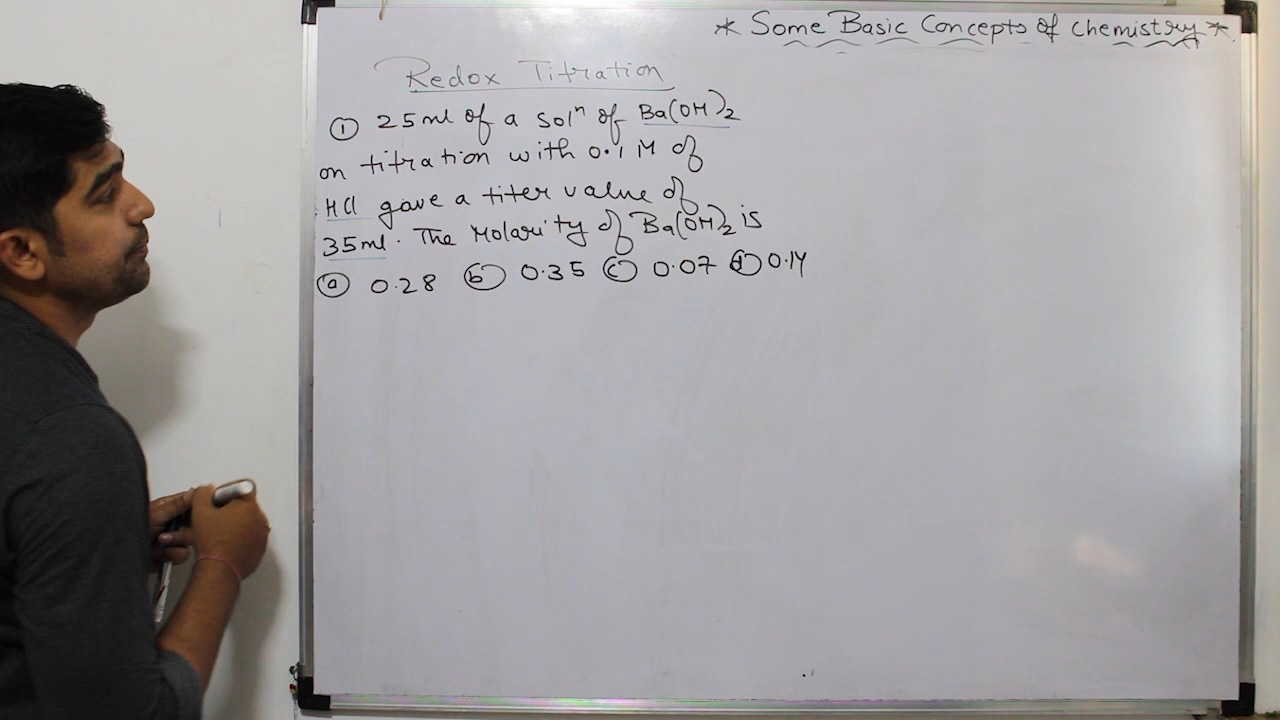 * Some Basic Concepts of Chemistry *
Redox Titration
① 25ml of a solⁿ of Ba(OH)2
on titration with 0.1 M of
HCl gave a titer value of
35ml. The Molarity of Ba(OH)2 is
ⓐ 0.28 ⓑ 0.35 ⓒ 0.07 ⓓ 0.14